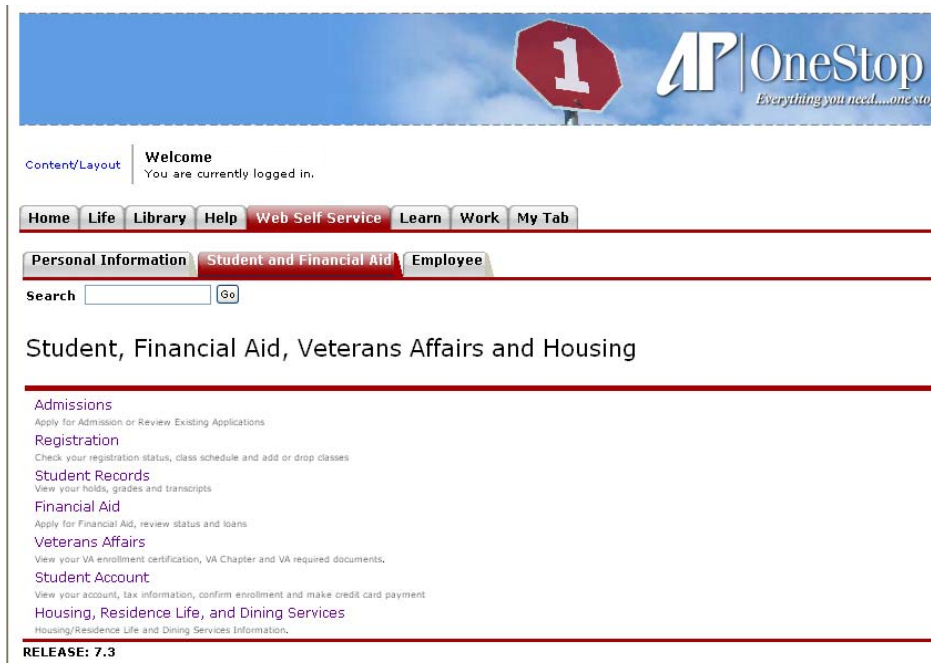 1
AP OneStop
Everything you need....one sto
Content/Layout
Welcome
You are currently logged in.
Home Life Library Help Web Self Service Learn Work My Tab
Personal Information Student and Financial Aid Employee
Search Go
Student, Financial Aid, Veterans Affairs and Housing
Admissions
Apply for Admission or Review Existing Applications
Registration
Check your registration status, class schedule and add or drop classes
Student Records
View your holds, grades and transcripts
Financial Aid
Apply for Financial Aid, review status and loans
Veterans Affairs
View your VA enrollment certification, VA Chapter and VA required documents.
Student Account
View your account, tax information, confirm enrollment and make credit card payment
Housing, Residence Life, and Dining Services
Housing/Residence Life and Dining Services Information.
RELEASE: 7.3